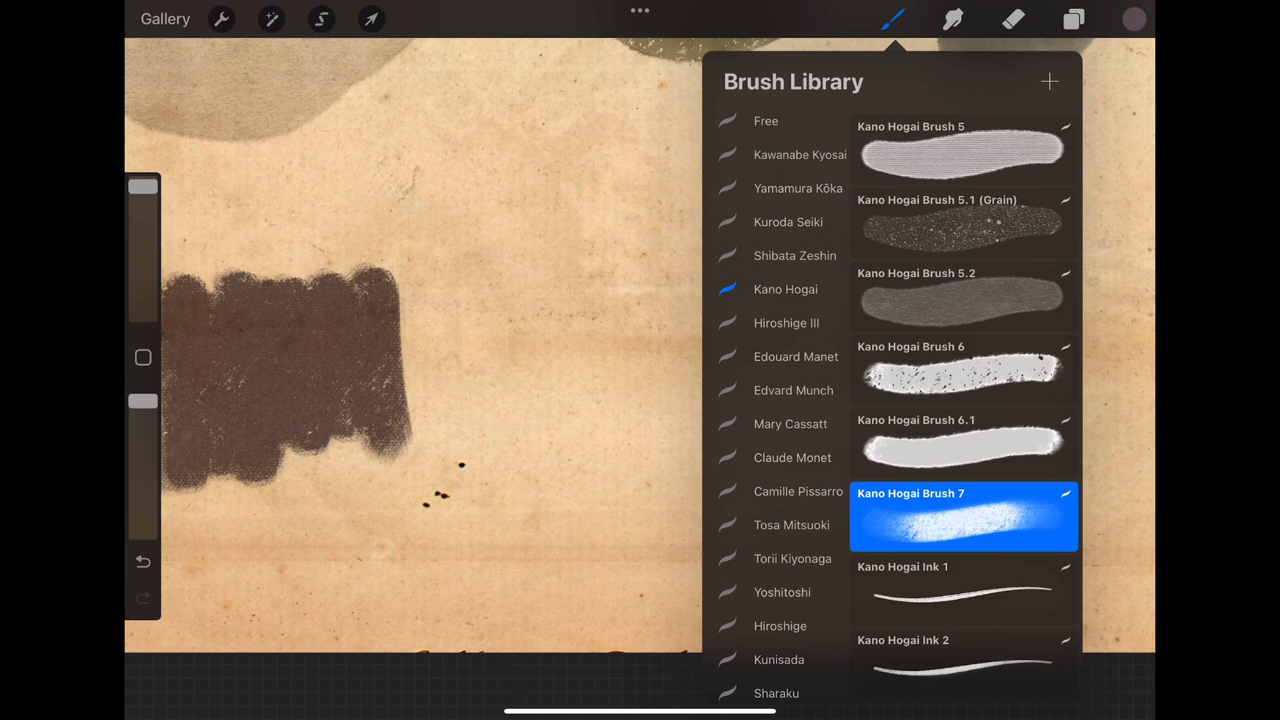 Gallery
Brush Library
Free
Kawanabe Kyosai
Yamamura Kōka
Kuroda Seiki
Shibata Zeshin
Kano Hogai
Hiroshige III
Edouard Manet
Edvard Munch
Mary Cassatt
Claude Monet
Camille Pissarro
Tosa Mitsuoki
Torii Kiyonaga
Yoshitoshi
Hiroshige
Kunisada
Sharaku
Kano Hogai Brush 5
Kano Hogai Brush 5.1 (Grain)
Kano Hogai Brush 5.2
Kano Hogai Brush 6
Kano Hogai Brush 6.1
Kano Hogai Brush 7
Kano Hogai Ink 1
Kano Hogai Ink 2